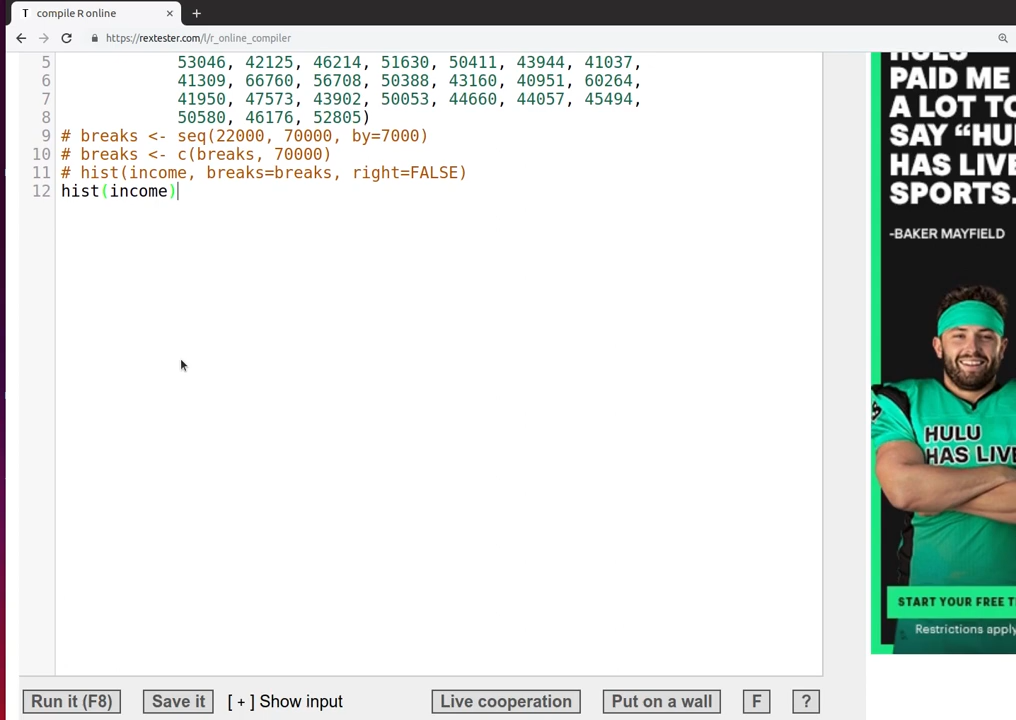 compile R online
https://rextester.com/l/r_online_compiler
5 53046, 42125, 46214, 51630, 50411, 43944, 41037,
6 41309, 66760, 56708, 50388, 43160, 40951, 60264,
7 41950, 47573, 43902, 50053, 44660, 44057, 45494,
8 50580, 46176, 52805)
9 # breaks <- seq(22000, 70000, by=7000)
10 # breaks <- c(breaks, 70000)
11 # hist(income, breaks=breaks, right=FALSE)
12 hist(income)
Run it (F8) Save it [ + ] Show input Live cooperation Put on a wall F ?
HULU
PAID ME
A LOT TO
SAY “HU
HAS LIVE
SPORTS.
-BAKER MAYFIELD
HULU
HAS LIVE
START YOUR FREE T
Restrictions apply